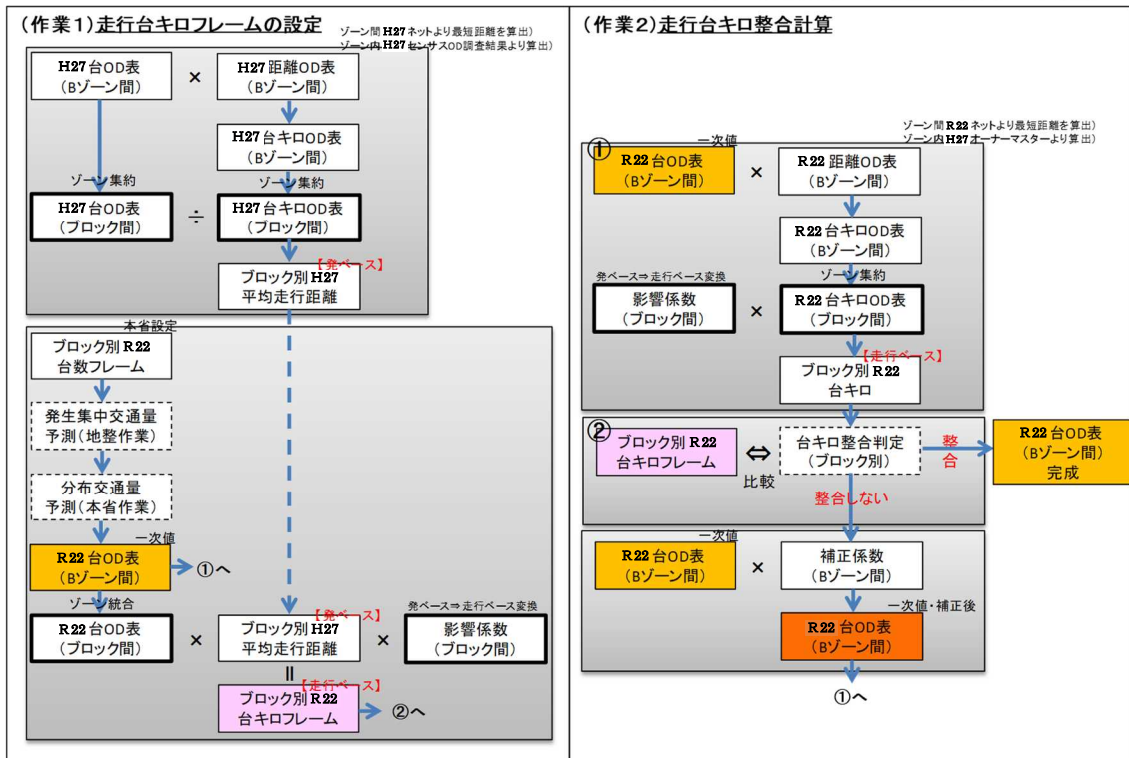 (作業1)走行台キロフレームの設定
ゾーン間H27ネットより最短距離を算出)
ゾーン内H27センサスOD調査結果より算出)
H27台OD表
(Bゾーン間)
×
H27距離OD表
(Bゾーン間)
H27台キロOD表
(Bゾーン間)
ゾーン集約
ゾーン集約
H27台OD表
(ブロック間)
÷
H27台キロOD表
(ブロック間)
【発ベース】
ブロック別H27
平均走行距離
本省設定
ブロック別R22
台数フレーム
発生集中交通量
予測(地整作業)
分布交通量
予測(本省作業)
一次値
R22台OD表
(Bゾーン間)
①へ
ゾーン統合
R22台OD表
(ブロック間)
×
【発ベース】
ブロック別H27
平均走行距離
×
発ベース⇒走行ベース変換
影響係数
(ブロック間)
=
【走行ベース】
ブロック別R22
台キロフレーム
②へ
(作業2)走行台キロ整合計算
ゾーン間R22ネットより最短距離を算出)
ゾーン内H27オーナーマスターより算出)
①
一次値
R22台OD表
(Bゾーン間)
×
R22距離OD表
(Bゾーン間)
R22台キロOD表
(Bゾーン間)
ゾーン集約
発ベース⇒走行ベース変換
影響係数
(ブロック間)
×
R22台キロOD表
(ブロック間)
【走行ベース】
ブロック別R22
台キロ
②
ブロック別R22
台キロフレーム
⇔
比較
台キロ整合判定
(ブロック別)
整
合
R22台OD表
(Bゾーン間)
完成
整合しない
一次値
R22台OD表
(Bゾーン間)
×
補正係数
(Bゾーン間)
一次値・補正後
R22台OD表
(Bゾーン間)
①へ